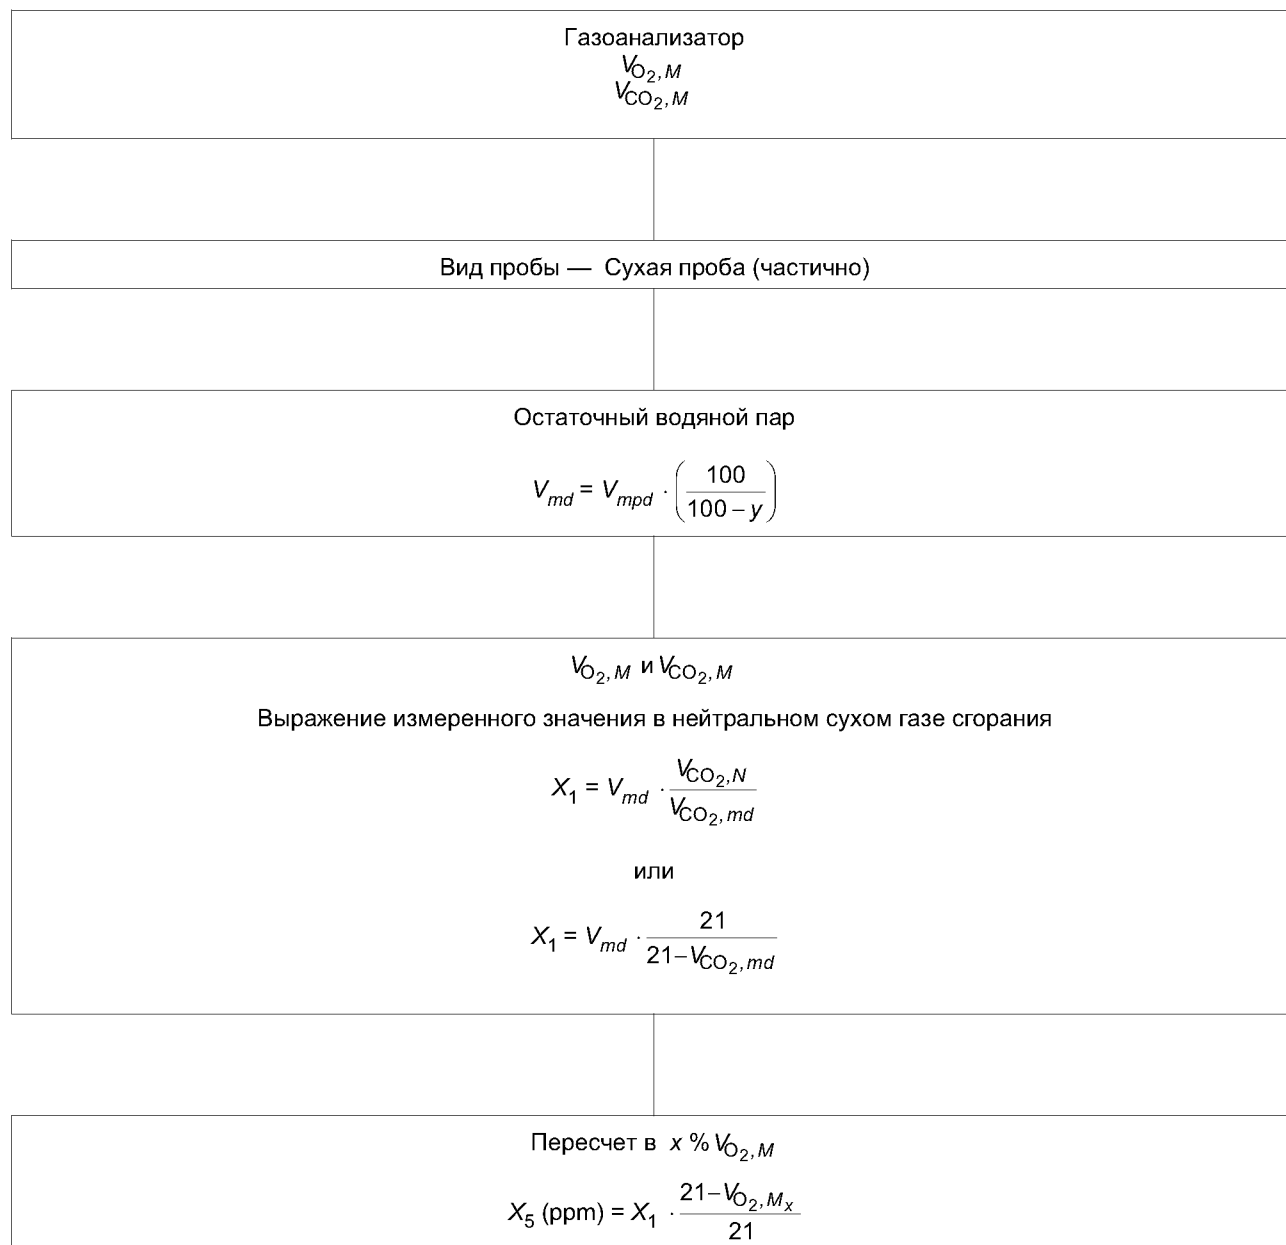 Газоанализатор
V_{O_2, M}
V_{CO_2, M}
Вид пробы — Сухая проба (частично)
Остаточный водяной пар
V_{md} = V_{mpd} · (100 / (100 – y))
V_{O_2, M} и V_{CO_2, M}
Выражение измеренного значения в нейтральном сухом газе сгорания
X_1 = V_{md} · V_{CO_2, N} / V_{CO_2, md}
или
X_1 = V_{md} · 21 / (21–V_{CO_2, md})
Пересчет в x % V_{O_2, M}
X_5 (ppm) = X_1 · (21–V_{O_2, M_x}) / 21